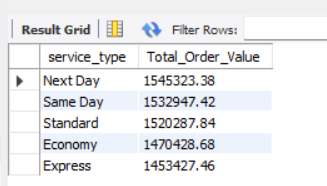 Result Grid Filter Rows:
service_type Total_Order_Value
Next Day 1545323.38
Same Day 1532947.42
Standard 1520287.84
Economy 1470428.68
Express 1453427.46